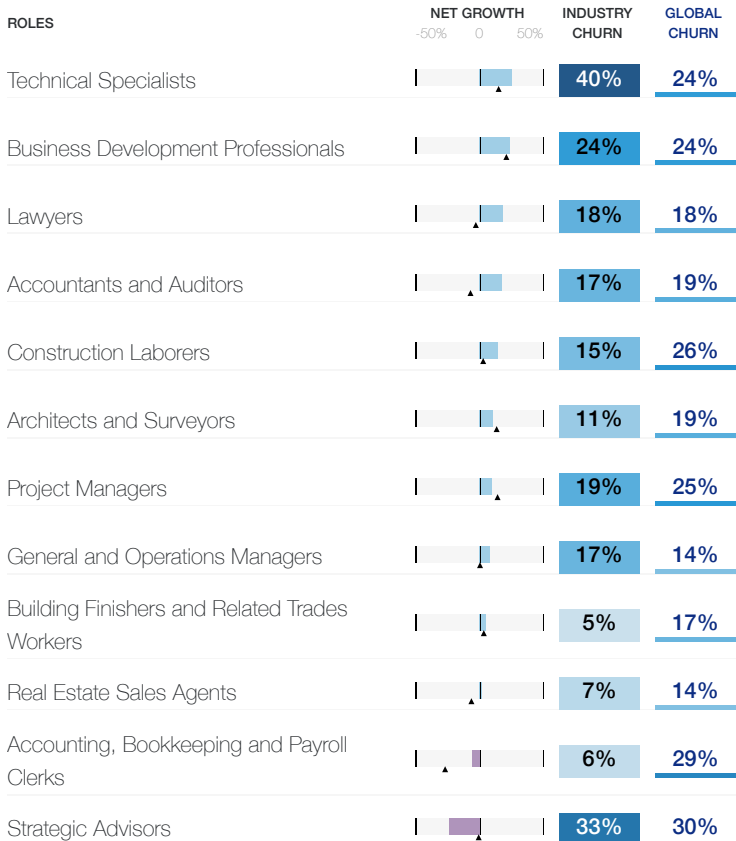 ROLES NET GROWTH INDUSTRY CHURN GLOBAL CHURN
-50% 0 50%
Technical Specialists 40% 24%
Business Development Professionals 24% 24%
Lawyers 18% 18%
Accountants and Auditors 17% 19%
Construction Laborers 15% 26%
Architects and Surveyors 11% 19%
Project Managers 19% 25%
General and Operations Managers 17% 14%
Building Finishers and Related Trades
Workers 5% 17%
Real Estate Sales Agents 7% 14%
Accounting, Bookkeeping and Payroll
Clerks 6% 29%
Strategic Advisors 33% 30%